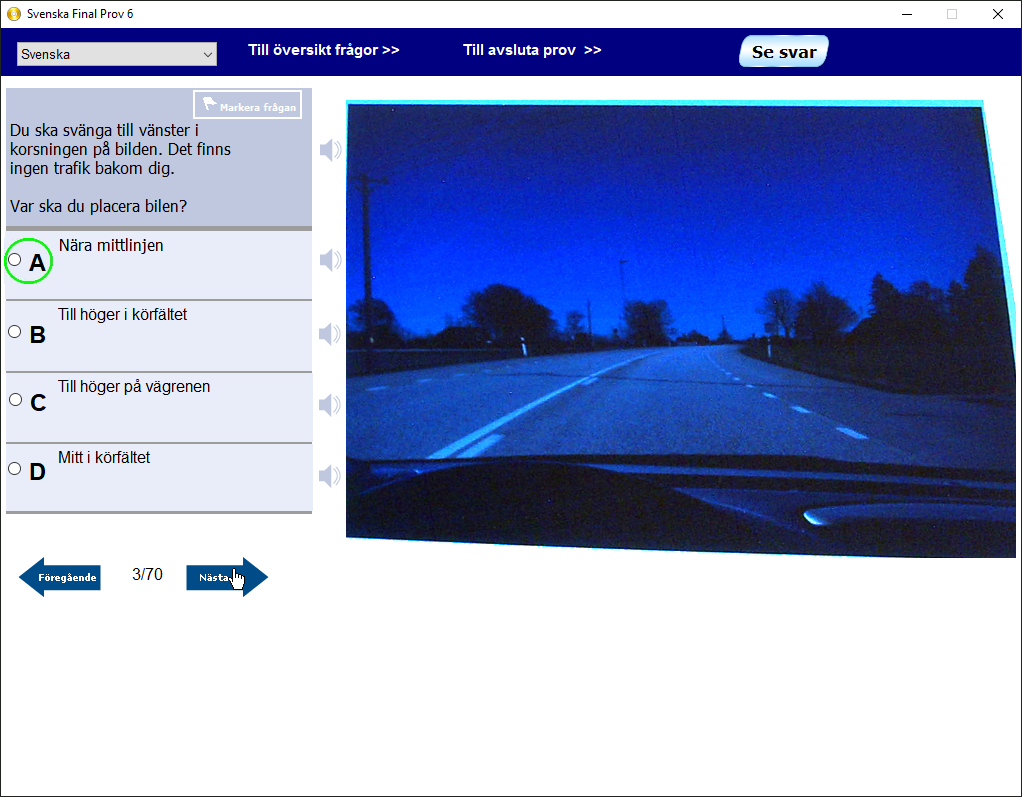 Svenska Final Prov 6
Svenska
Till översikt frågor >>
Till avsluta prov >>
Se svar
Markera frågan
Du ska svänga till vänster i
korsningen på bilden. Det finns
ingen trafik bakom dig.
Var ska du placera bilen?
A Nära mittlinjen
B Till höger i körfältet
C Till höger på vägrenen
D Mitt i körfältet
Föregående
3/70
Nästa